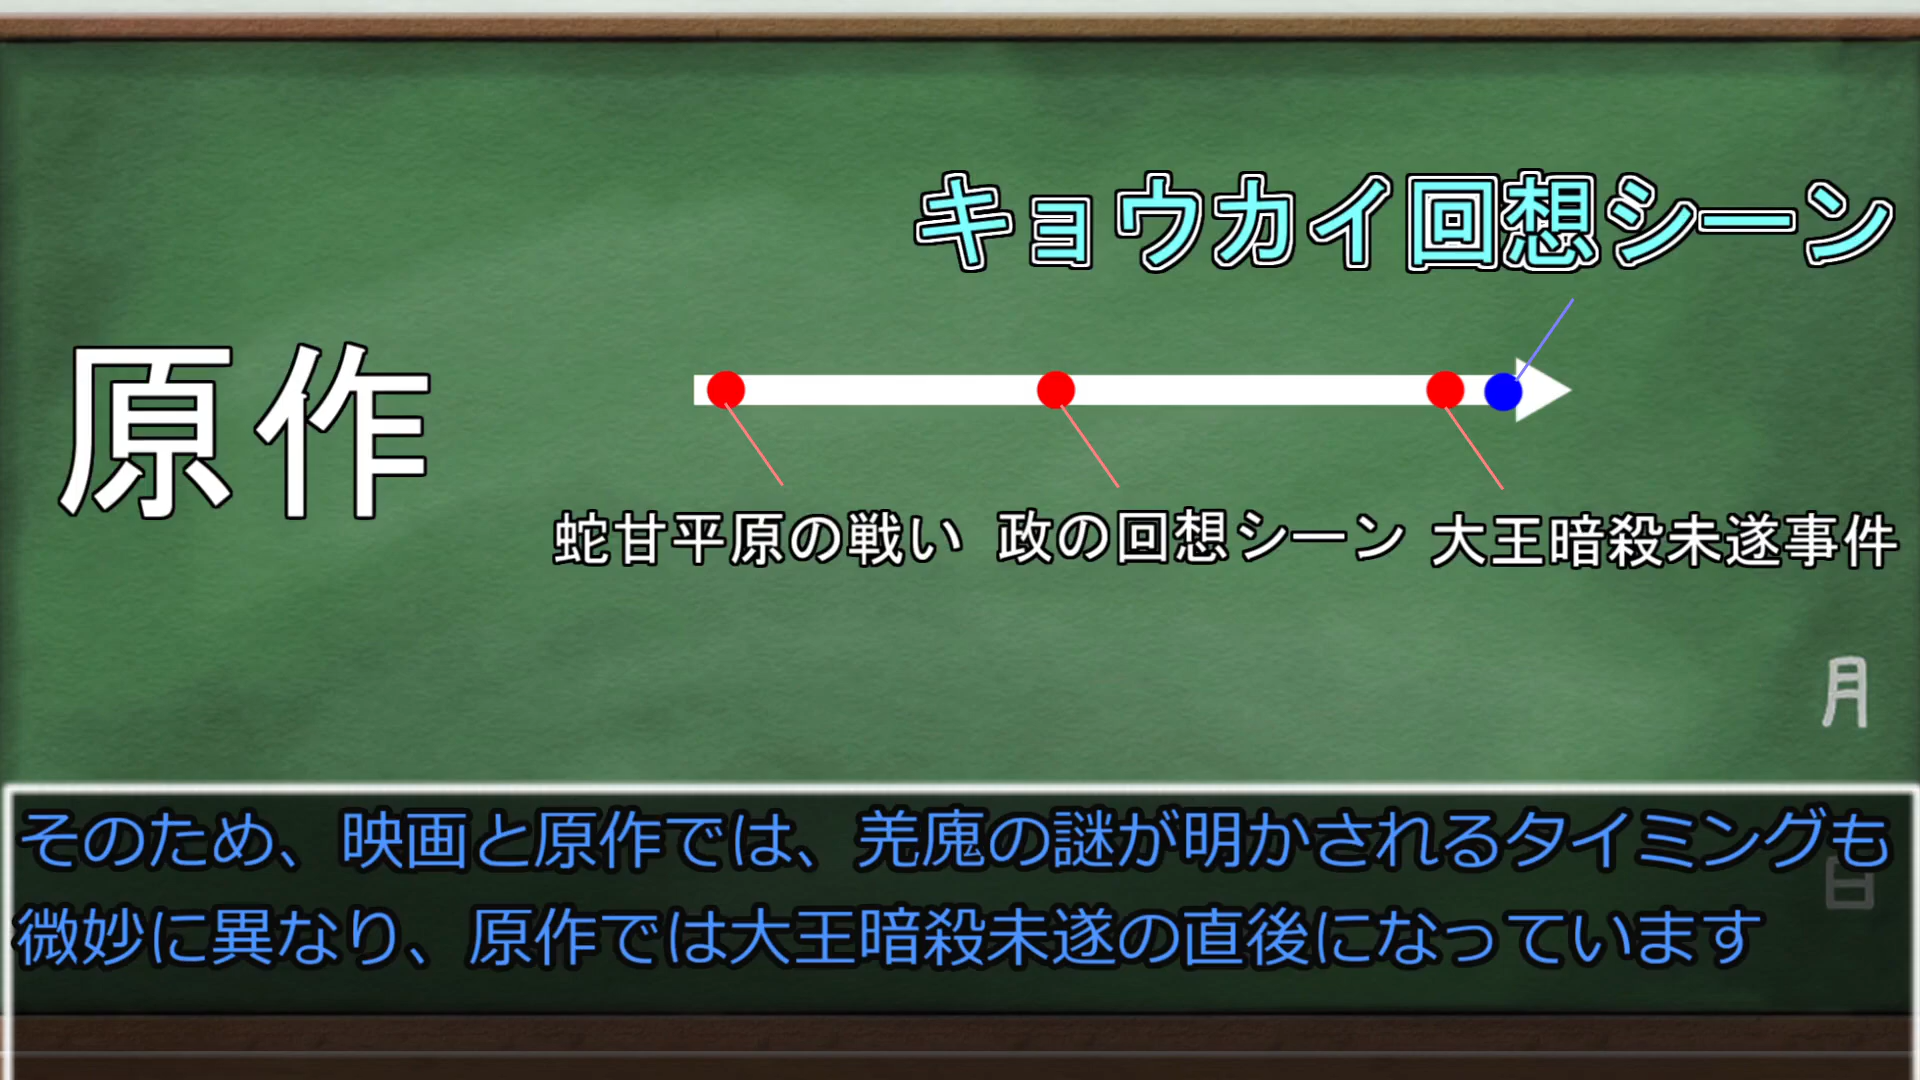 キョウカイ回想シーン
原作
蛇甘平原の戦い
政の回想シーン
大王暗殺未遂事件
月
日
そのため、映画と原作では、羌瘣の謎が明かされるタイミングも
微妙に異なり、原作では大王暗殺未遂の直後になっています